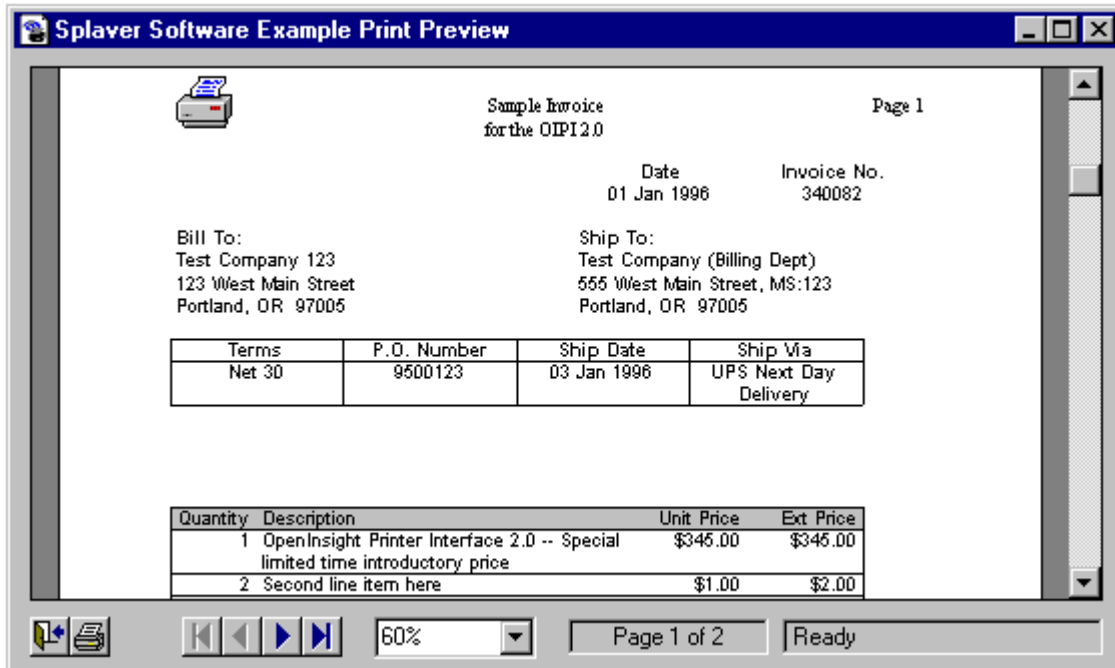 Splaver Software Example Print Preview
Sample Invoice Page 1
for the OIPI 2.0
Date Invoice No.
01 Jan 1996 340082
Bill To: Ship To:
Test Company 123 Test Company (Billing Dept)
123 West Main Street 555 West Main Street, MS:123
Portland, OR 97005 Portland, OR 97005
Terms P.O. Number Ship Date Ship Via
Net 30 9500123 03 Jan 1996 UPS Next Day
Delivery
Quantity Description Unit Price Ext Price
1 OpenInsight Printer Interface 2.0 -- Special $345.00 $345.00
limited time introductory price
2 Second line item here $1.00 $2.00
60% Page 1 of 2 Ready